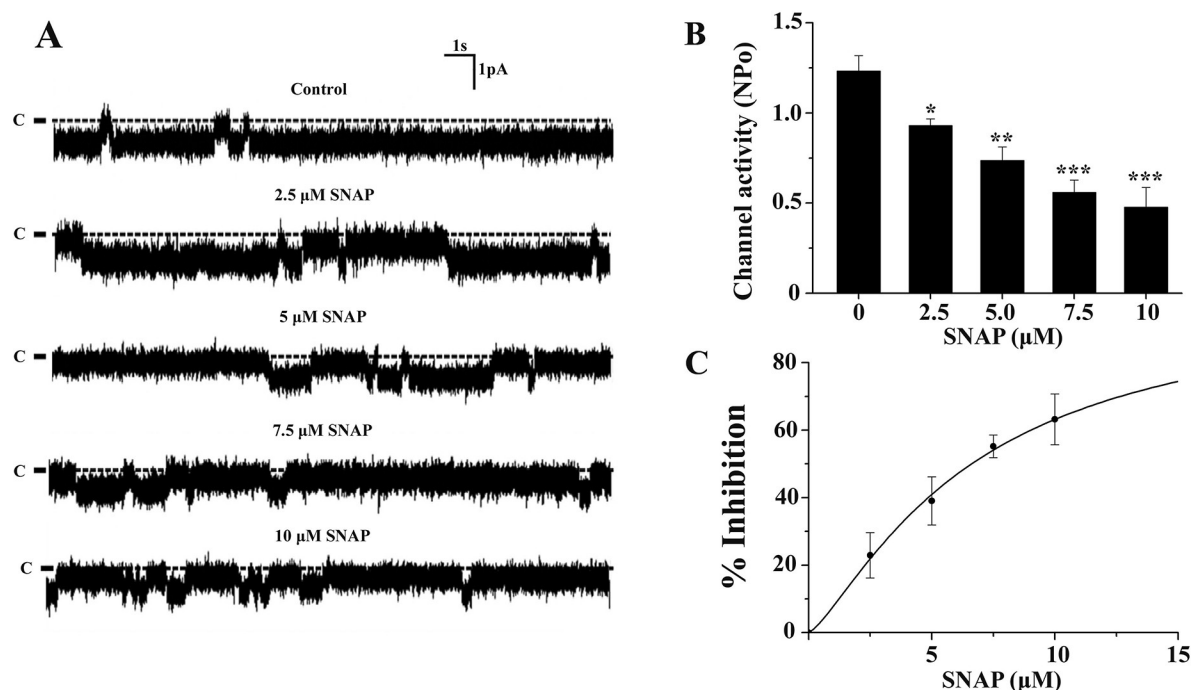 A
1s
1pA
Control
C
2.5 µM SNAP
C
5 µM SNAP
C
7.5 µM SNAP
C
10 µM SNAP
C
B
Channel activity (NPo)
1.5
1.0
0.5
0
*
**
***
***
0 2.5 5.0 7.5 10
SNAP (µM)
C
% Inhibition
80
60
40
20
0
5 10 15
SNAP (µM)